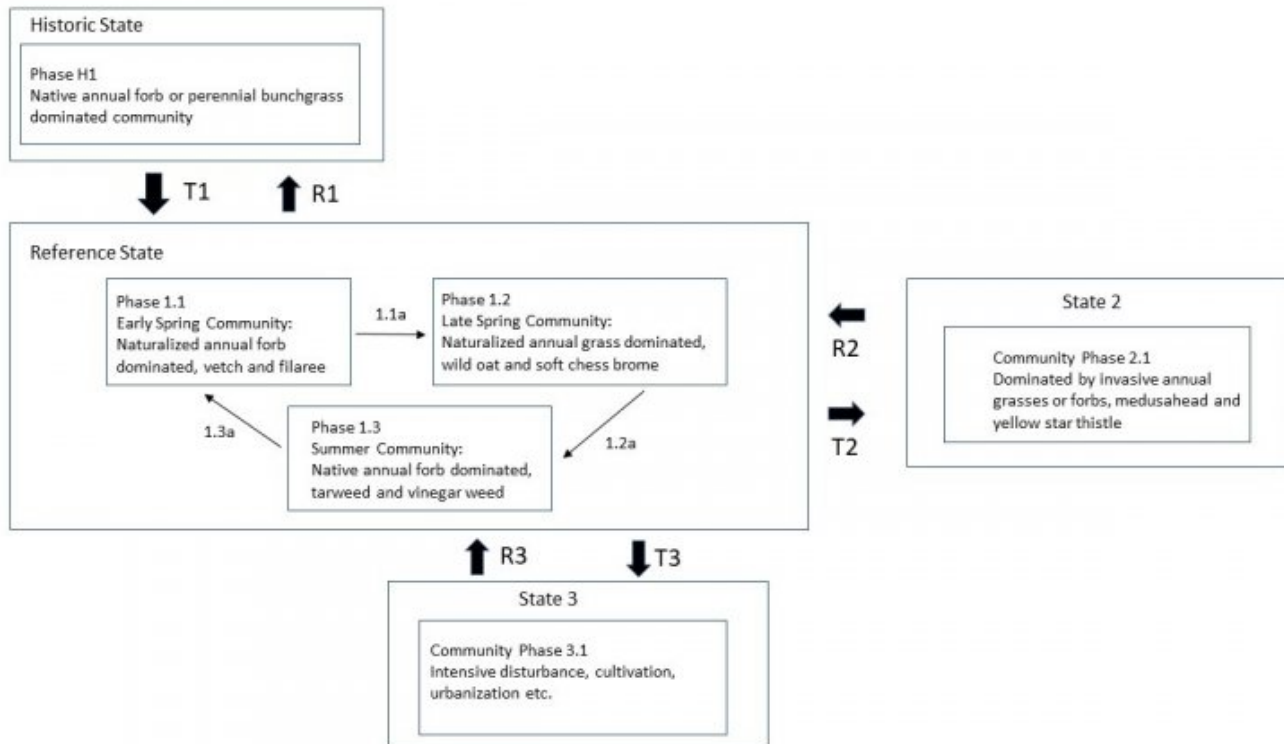 Historic State
Phase H1
Native annual forb or perennial bunchgrass
dominated community
T1
R1
Reference State
Phase 1.1
Early Spring Community:
Naturalized annual forb
dominated, vetch and filaree
1.1a
Phase 1.2
Late Spring Community:
Naturalized annual grass dominated,
wild oat and soft chess brome
1.3a
Phase 1.3
Summer Community:
Native annual forb dominated,
tarweed and vinegar weed
1.2a
R2
T2
State 2
Community Phase 2.1
Dominated by invasive annual
grasses or forbs, medusahead and
yellow star thistle
R3
T3
State 3
Community Phase 3.1
Intensive disturbance, cultivation,
urbanization etc.